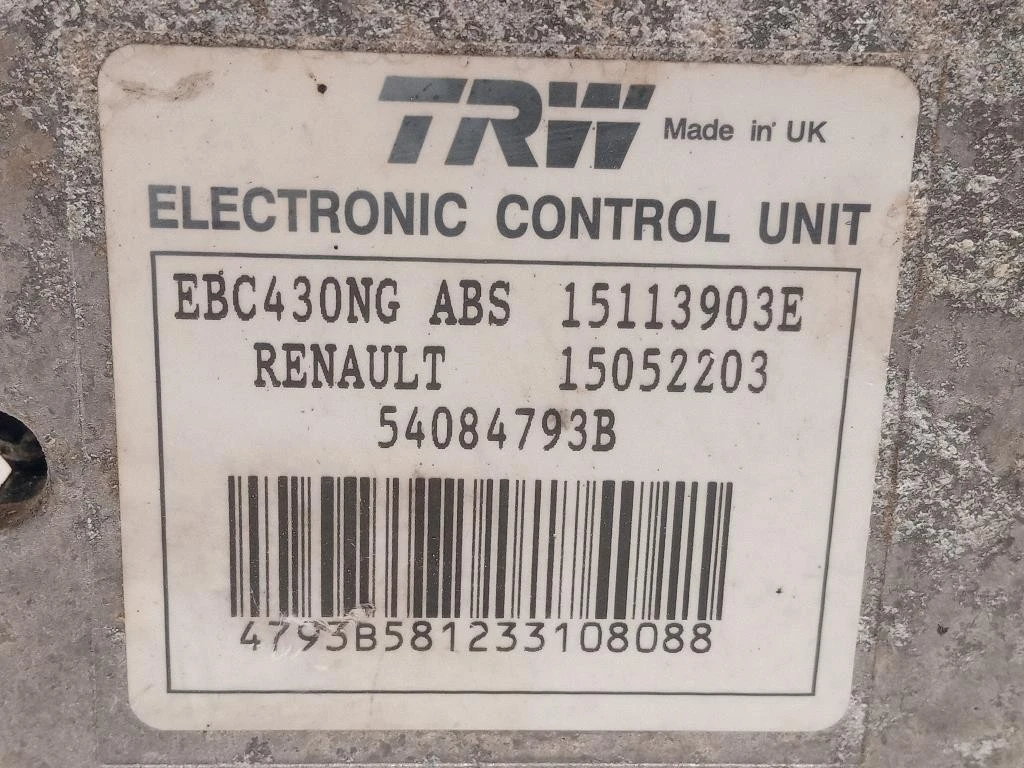 TRW Made in UK
ELECTRONIC CONTROL UNIT
EBC430NG ABS 15113903E
RENAULT 15052203
54084793B
4793B581233108088